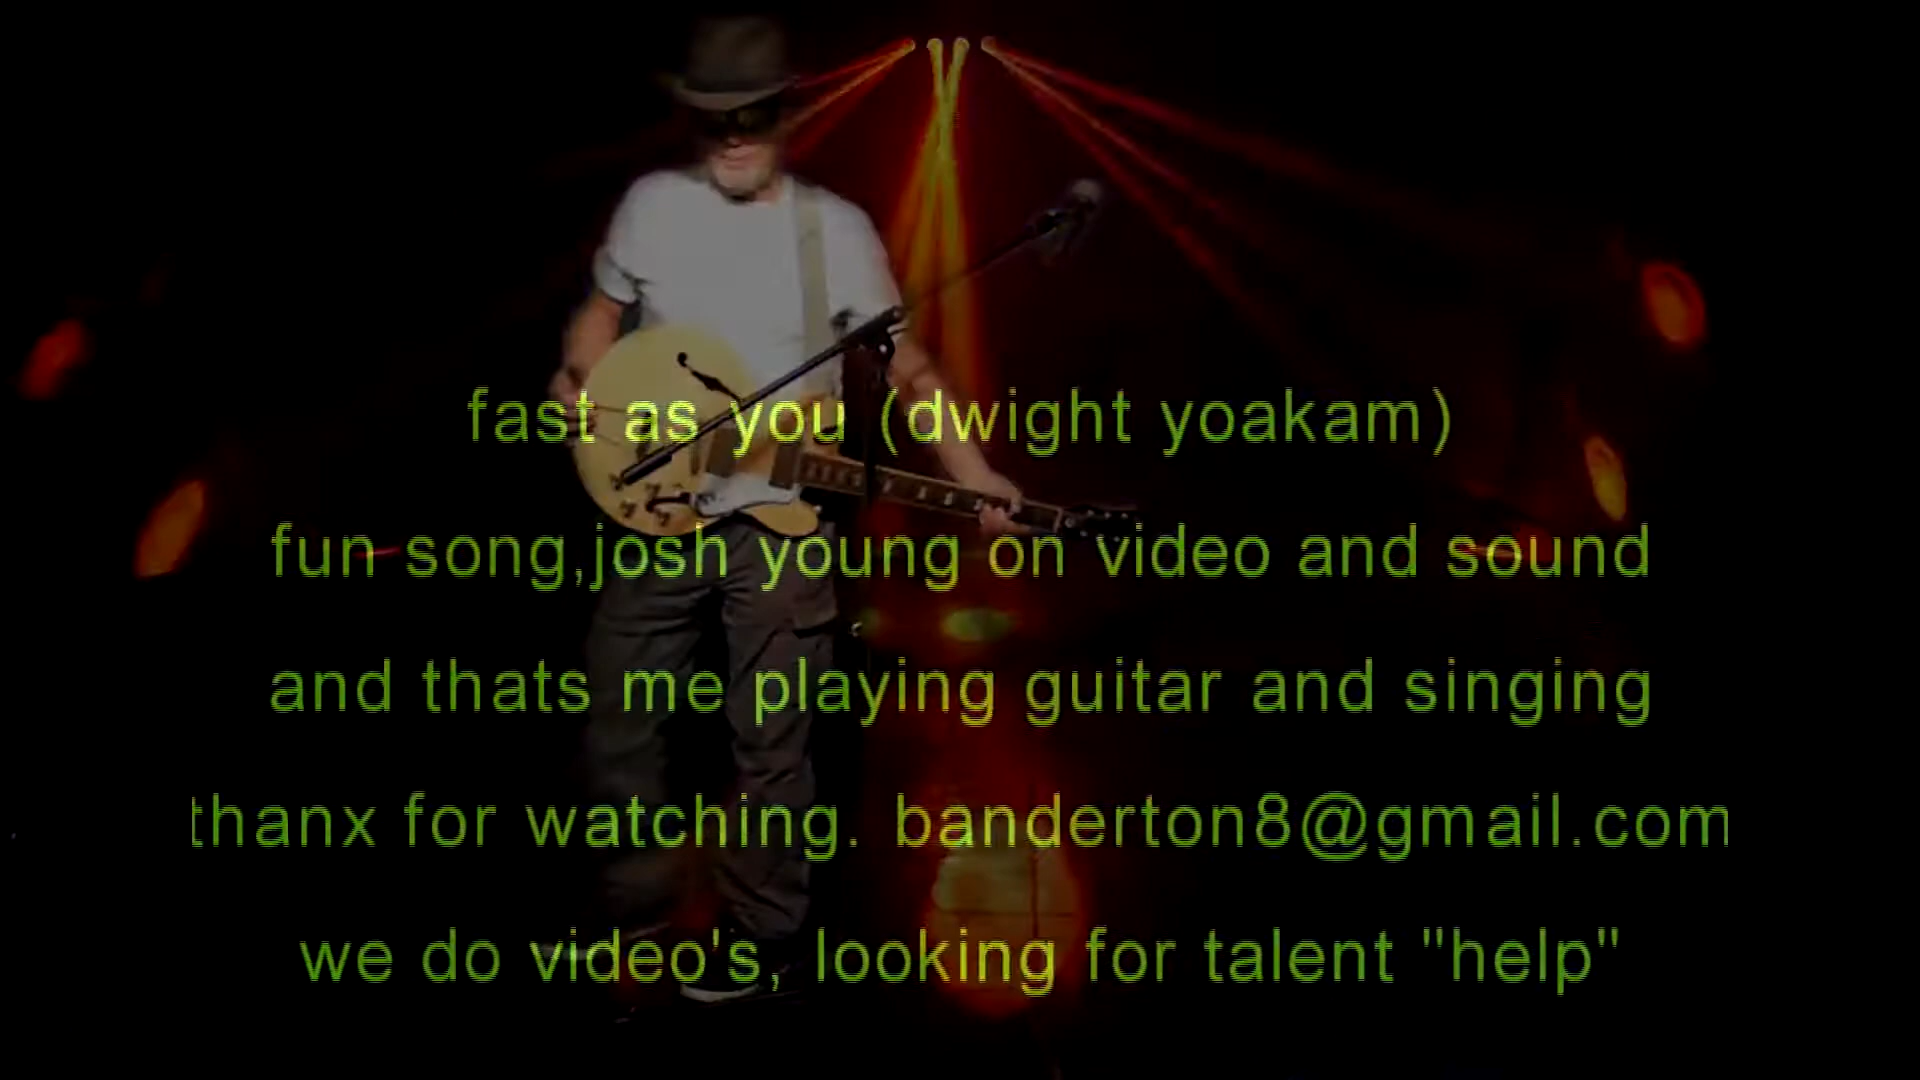 fast as you (dwight yoakam)
fun song,josh young on video and sound
and thats me playing guitar and singing
thanx for watching. banderton8@gmail.com
we do video's, looking for talent "help"